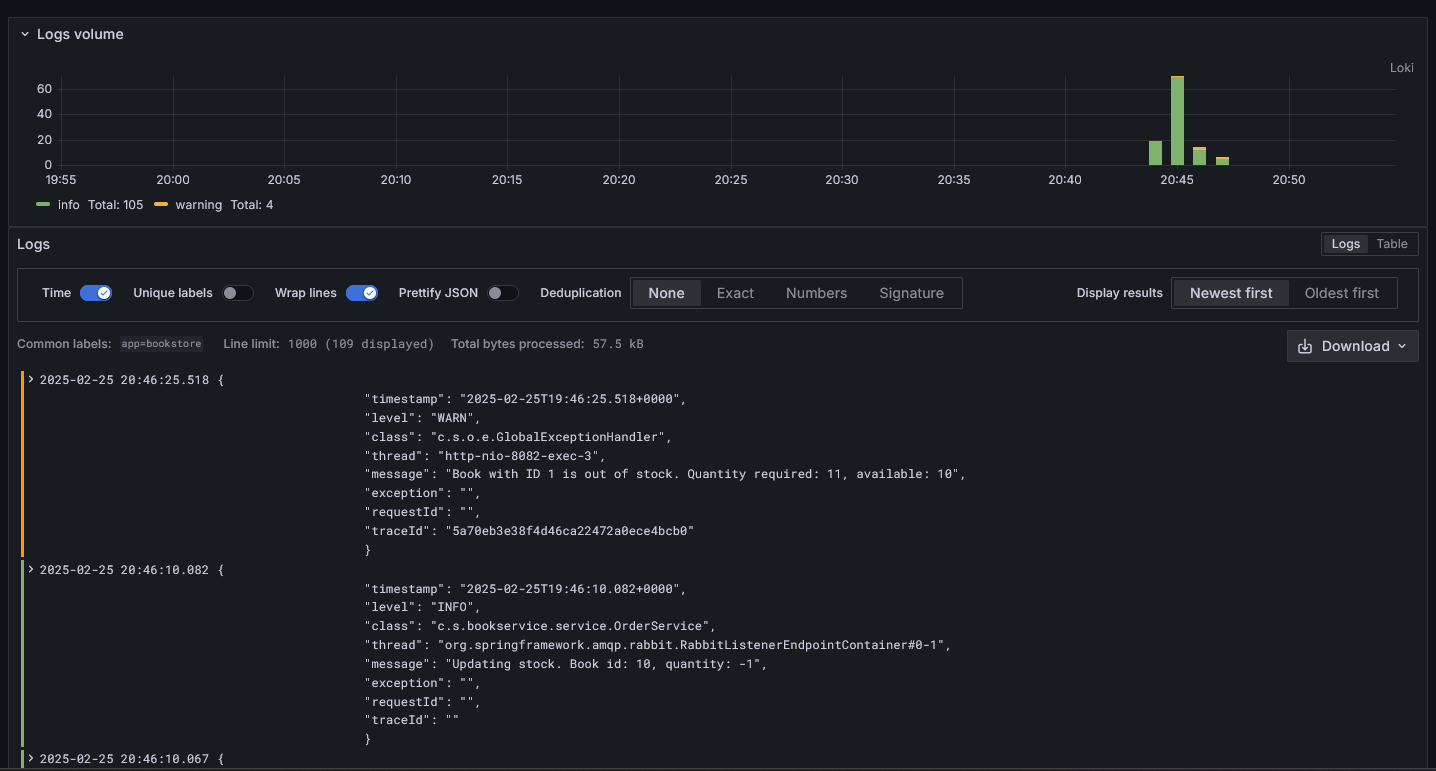 Logs volume
Loki
60
40
20
0
19:55 20:00 20:05 20:10 20:15 20:20 20:25 20:30 20:35 20:40 20:45 20:50
info Total: 105 warning Total: 4
Logs
Logs Table
Time Unique labels Wrap lines Prettify JSON Deduplication None Exact Numbers Signature Display results Newest first Oldest first
Common labels: app=bookstore Line limit: 1000 (109 displayed) Total bytes processed: 57.5 kB
Download
2025-02-25 20:46:25.518 {
"timestamp": "2025-02-25T19:46:25.518+0000",
"level": "WARN",
"class": "c.s.o.e.GlobalExceptionHandler",
"thread": "http-nio-8082-exec-3",
"message": "Book with ID 1 is out of stock. Quantity required: 11, available: 10",
"exception": "",
"requestId": "",
"traceId": "5a70eb3e38f4d46ca22472a0ece4bcb0"
}
2025-02-25 20:46:10.082 {
"timestamp": "2025-02-25T19:46:10.082+0000",
"level": "INFO",
"class": "c.s.bookservice.service.OrderService",
"thread": "org.springframework.amqp.rabbit.RabbitListenerEndpointContainer#0-1",
"message": "Updating stock. Book id: 10, quantity: -1",
"exception": "",
"requestId": "",
"traceId": ""
}
2025-02-25 20:46:10.067 {